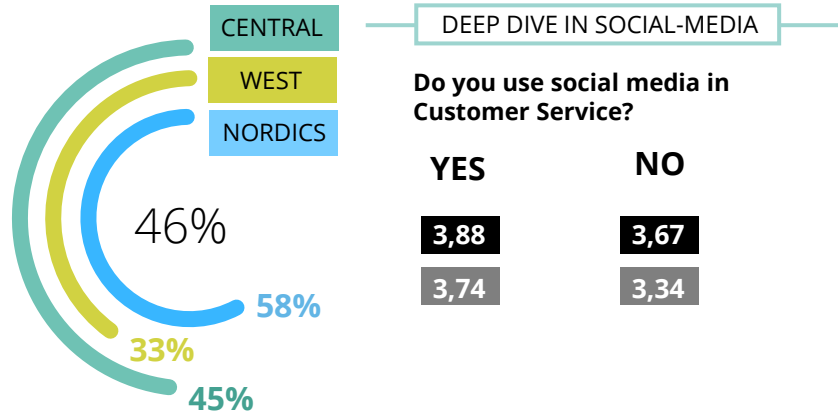 CENTRAL
WEST
NORDICS
46%
58%
33%
45%
DEEP DIVE IN SOCIAL-MEDIA
Do you use social media in
Customer Service?
YES NO
3,88 3,67
3,74 3,34